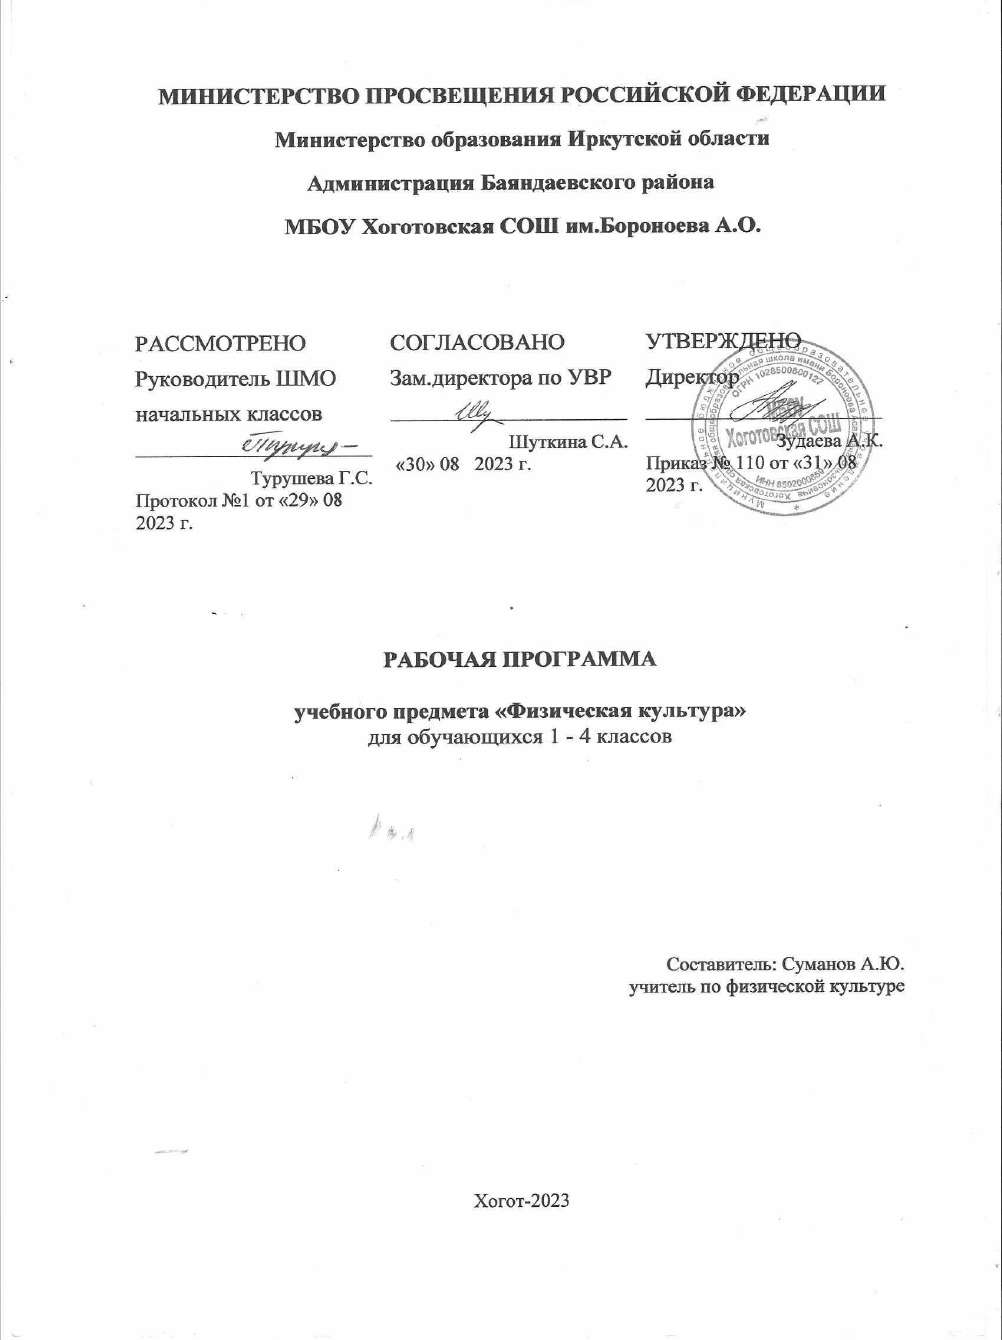 МИНИСТЕРСТВО ПРОСВЕЩЕНИЯ РОССИЙСКОЙ ФЕДЕРАЦИИ
Министерство образования Иркутской области
Администрация Баяндаевского района
МБОУ Хоготовская СОШ им.Бороноева А.О.
РАССМОТРЕНО
Руководитель ШМО
начальных классов
Турушева Г.С.
Протокол №1 от «29» 08
2023 г.
СОГЛАСОВАНО
Зам.директора по УВР
Шуткина С.А.
«30» 08 2023 г.
УТВЕРЖДЕНО
Директор
Зудаева А.К.
Приказ № 110 от «31» 08
2023 г.
МБОУ
Хоготовская СОШ
РАБОЧАЯ ПРОГРАММА
учебного предмета «Физическая культура»
для обучающихся 1 - 4 классов
Составитель: Суманов А.Ю.
учитель по физической культуре
Хогот-2023